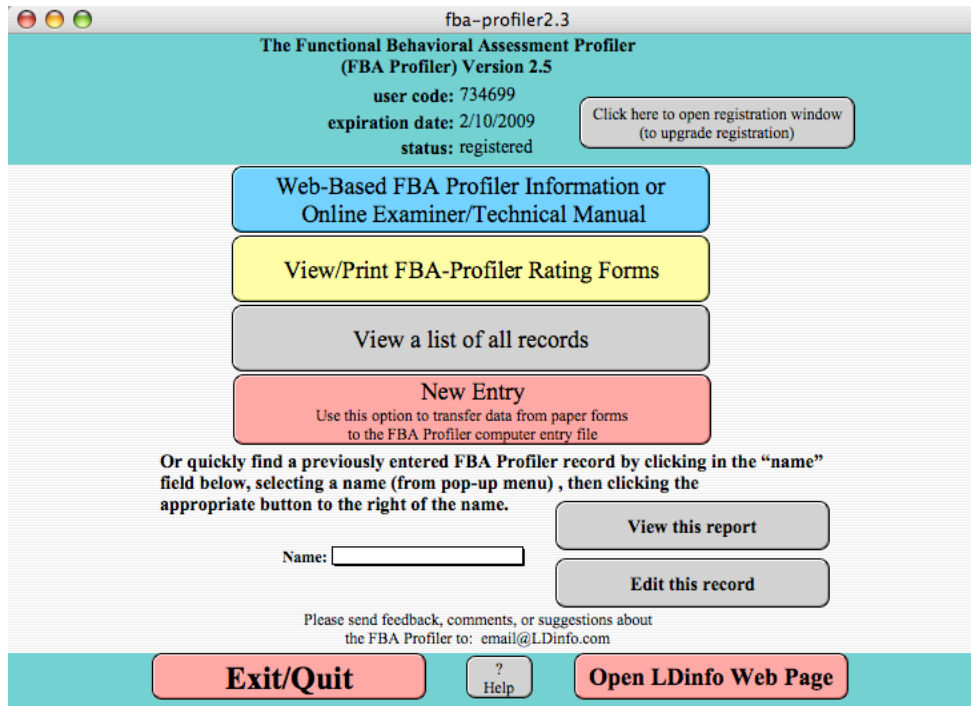 fba-profiler2.3
The Functional Behavioral Assessment Profiler
(FBA Profiler) Version 2.5
user code: 734699
expiration date: 2/10/2009
status: registered
Click here to open registration window
(to upgrade registration)
Web-Based FBA Profiler Information or
Online Examiner/Technical Manual
View/Print FBA-Profiler Rating Forms
View a list of all records
New Entry
Use this option to transfer data from paper forms
to the FBA Profiler computer entry file
Or quickly find a previously entered FBA Profiler record by clicking in the “name”
field below, selecting a name (from pop-up menu) , then clicking the
appropriate button to the right of the name.
View this report
Name:
Edit this record
Please send feedback, comments, or suggestions about
the FBA Profiler to: email@LDinfo.com
Exit/Quit
?
Help
Open LDinfo Web Page